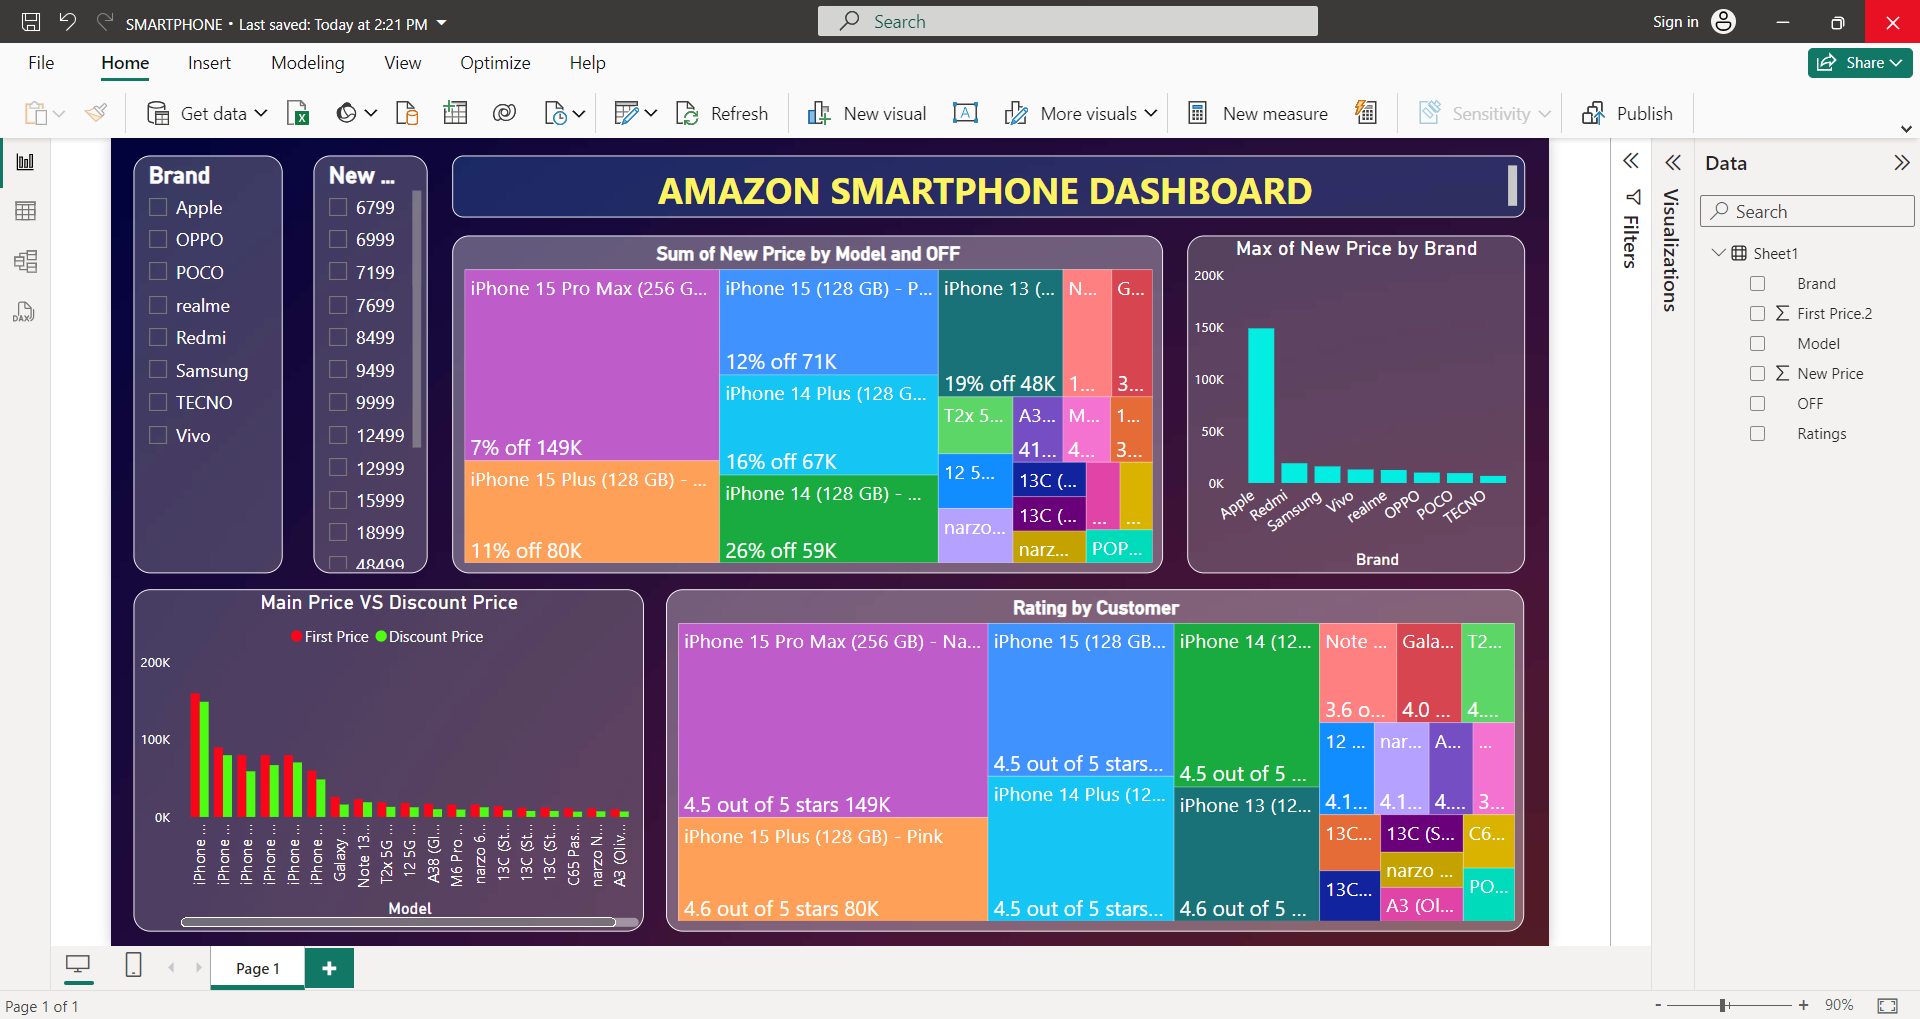 SMARTPHONE • Last saved: Today at 2:21 PM
Search
Sign in
File
Home
Insert
Modeling
View
Optimize
Help
Share
Get data
Refresh
New visual
More visuals
New measure
Sensitivity
Publish
Brand
Apple
OPPO
POCO
realme
Redmi
Samsung
TECNO
Vivo
New ...
6799
6999
7199
7699
8499
9499
9999
12499
12999
15999
18999
48499
AMAZON SMARTPHONE DASHBOARD
Sum of New Price by Model and OFF
iPhone 15 Pro Max (256 G...
7% off 149K
iPhone 15 Plus (128 GB) - ...
11% off 80K
iPhone 15 (128 GB) - P...
12% off 71K
iPhone 14 Plus (128 G...
16% off 67K
iPhone 14 (128 GB) - ...
26% off 59K
iPhone 13 (...
19% off 48K
N...
1...
G...
3...
T2x 5...
A3...
41...
M...
4...
1...
3...
12 5...
narzo...
13C (...
13C (...
narz...
...
...
POP...
Max of New Price by Brand
200K
150K
100K
50K
0K
Apple
Redmi
Samsung
Vivo
realme
OPPO
POCO
TECNO
Brand
Main Price VS Discount Price
First Price
Discount Price
200K
100K
0K
iPhone ...
iPhone ...
iPhone ...
iPhone ...
iPhone ...
iPhone ...
Galaxy ...
Note 13...
T2x 5G ...
12 5G ...
A38 (Gl...
M6 Pro ...
narzo 6...
13C (St...
13C (St...
13C (St...
C65 Pas...
narzo N...
A3 (Oliv...
Model
Rating by Customer
iPhone 15 Pro Max (256 GB) - Na...
4.5 out of 5 stars 149K
iPhone 15 Plus (128 GB) - Pink
4.6 out of 5 stars 80K
iPhone 15 (128 GB...
4.5 out of 5 stars...
iPhone 14 Plus (12...
4.5 out of 5 stars...
iPhone 14 (12...
4.5 out of 5 ...
iPhone 13 (12...
4.6 out of 5 ...
Note ...
3.6 o...
Gala...
4.0 ...
T2...
4....
12 ...
4.1...
nar...
4.1...
A...
4....
...
3...
13C...
13C...
13C (S...
narzo ...
A3 (Ol...
C6...
PO...
Filters
Visualizations
Data
Search
Sheet1
Brand
First Price.2
Model
New Price
OFF
Ratings
DAX
Page 1
Page 1 of 1
- + 90%